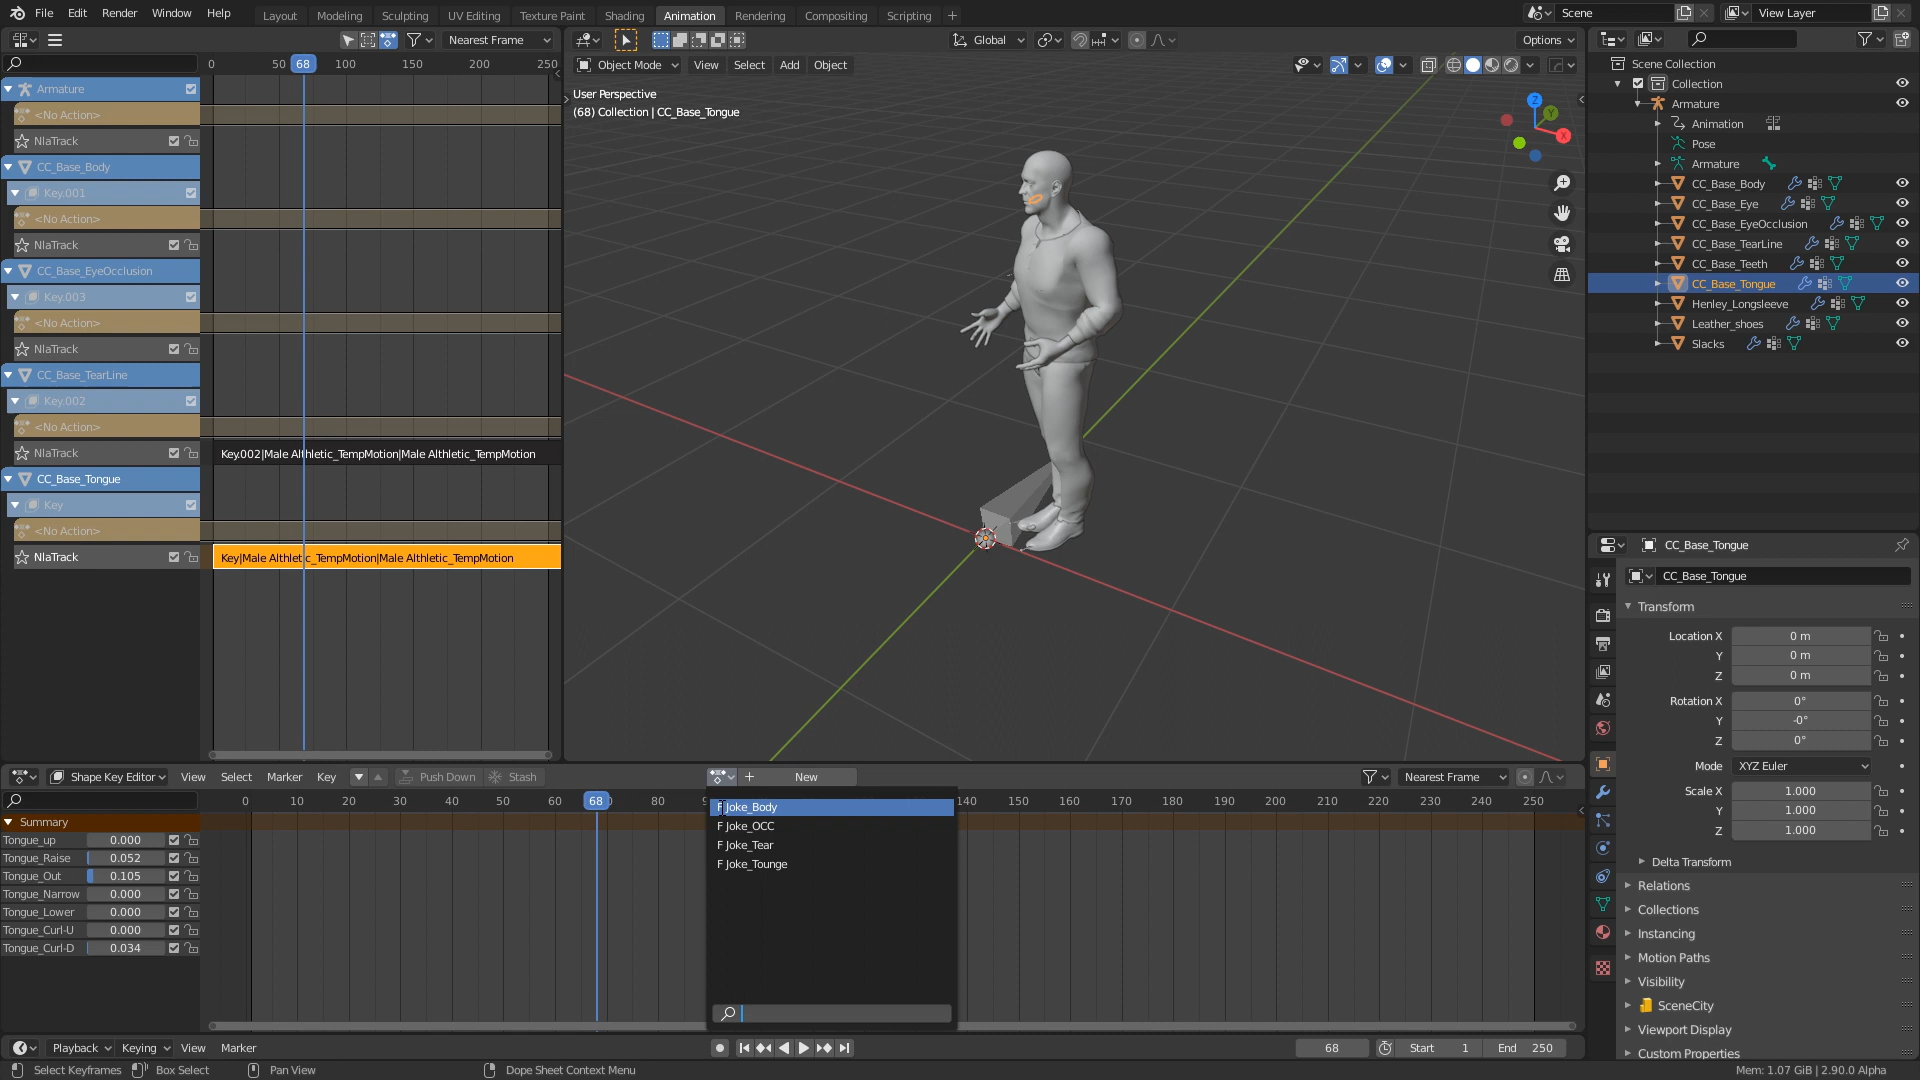 File Edit Render Window Help Layout Modeling Sculpting UV Editing Texture Paint Shading Animation Rendering Compositing Scripting + Scene View Layer
Nearest Frame Global Options
0 50 68 100 150 200 250
Object Mode View Select Add Object
Armature
<No Action>
NlaTrack
CC_Base_Body
Key.001
<No Action>
NlaTrack
CC_Base_EyeOcclusion
Key.003
<No Action>
NlaTrack
CC_Base_TearLine
Key.002
<No Action>
NlaTrack
Key.002|Male Althletic_TempMotion|Male Althletic_TempMotion
CC_Base_Tongue
Key
<No Action>
NlaTrack
Key|Male Althletic_TempMotion|Male Althletic_TempMotion
User Perspective
(68) Collection | CC_Base_Tongue
Z
Y
X
Scene Collection
Collection
Armature
Animation
Pose
Armature
CC_Base_Body
CC_Base_Eye
CC_Base_EyeOcclusion
CC_Base_TearLine
CC_Base_Teeth
CC_Base_Tongue
Henley_Longsleeve
Leather_shoes
Slacks
CC_Base_Tongue
CC_Base_Tongue
Transform
Location X 0 m
Y 0 m
Z 0 m
Rotation X 0°
Y -0°
Z 0°
Mode XYZ Euler
Scale X 1.000
Y 1.000
Z 1.000
Delta Transform
Relations
Collections
Instancing
Motion Paths
Visibility
SceneCity
Viewport Display
Custom Properties
Shape Key Editor View Select Marker Key Push Down Stash New Nearest Frame
0 10 20 30 40 50 68 80 140 150 160 170 180 190 200 210 220 230 240 250
Summary
Tongue_up 0.000
Tongue_Raise 0.052
Tongue_Out 0.105
Tongue_Narrow 0.000
Tongue_Lower 0.000
Tongue_Curl-U 0.000
Tongue_Curl-D 0.034
F Joke_Body
F Joke_OCC
F Joke_Tear
F Joke_Tounge
Playback Keying View Marker 68 Start 1 End 250
Select Keyframes Box Select Pan View Dope Sheet Context Menu Mem: 1.07 GiB | 2.90.0 Alpha